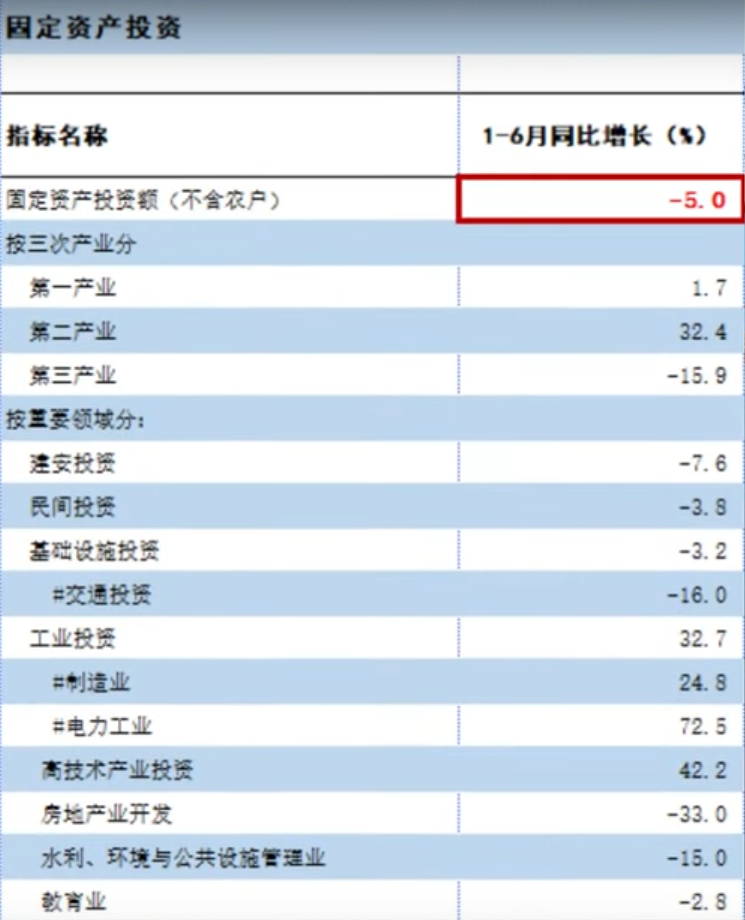 固定资产投资
指标名称 1-6月同比增长（%）
固定资产投资额（不含农户） -5.0
按三次产业分
第一产业 1.7
第二产业 32.4
第三产业 -15.9
按重要领域分:
建安投资 -7.6
民间投资 -3.8
基础设施投资 -3.2
#交通投资 -16.0
工业投资 32.7
#制造业 24.8
#电力工业 72.5
高技术产业投资 42.2
房地产业开发 -33.0
水利、环境与公共设施管理业 -15.0
教育业 -2.8